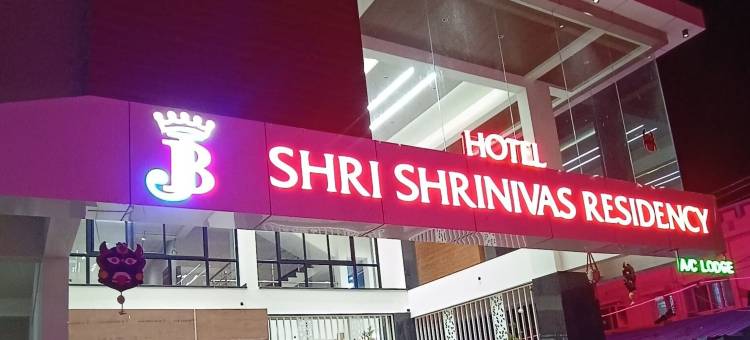 JB
HOTEL
SHRI SHRINIVAS RESIDENCY
A/C LODGE